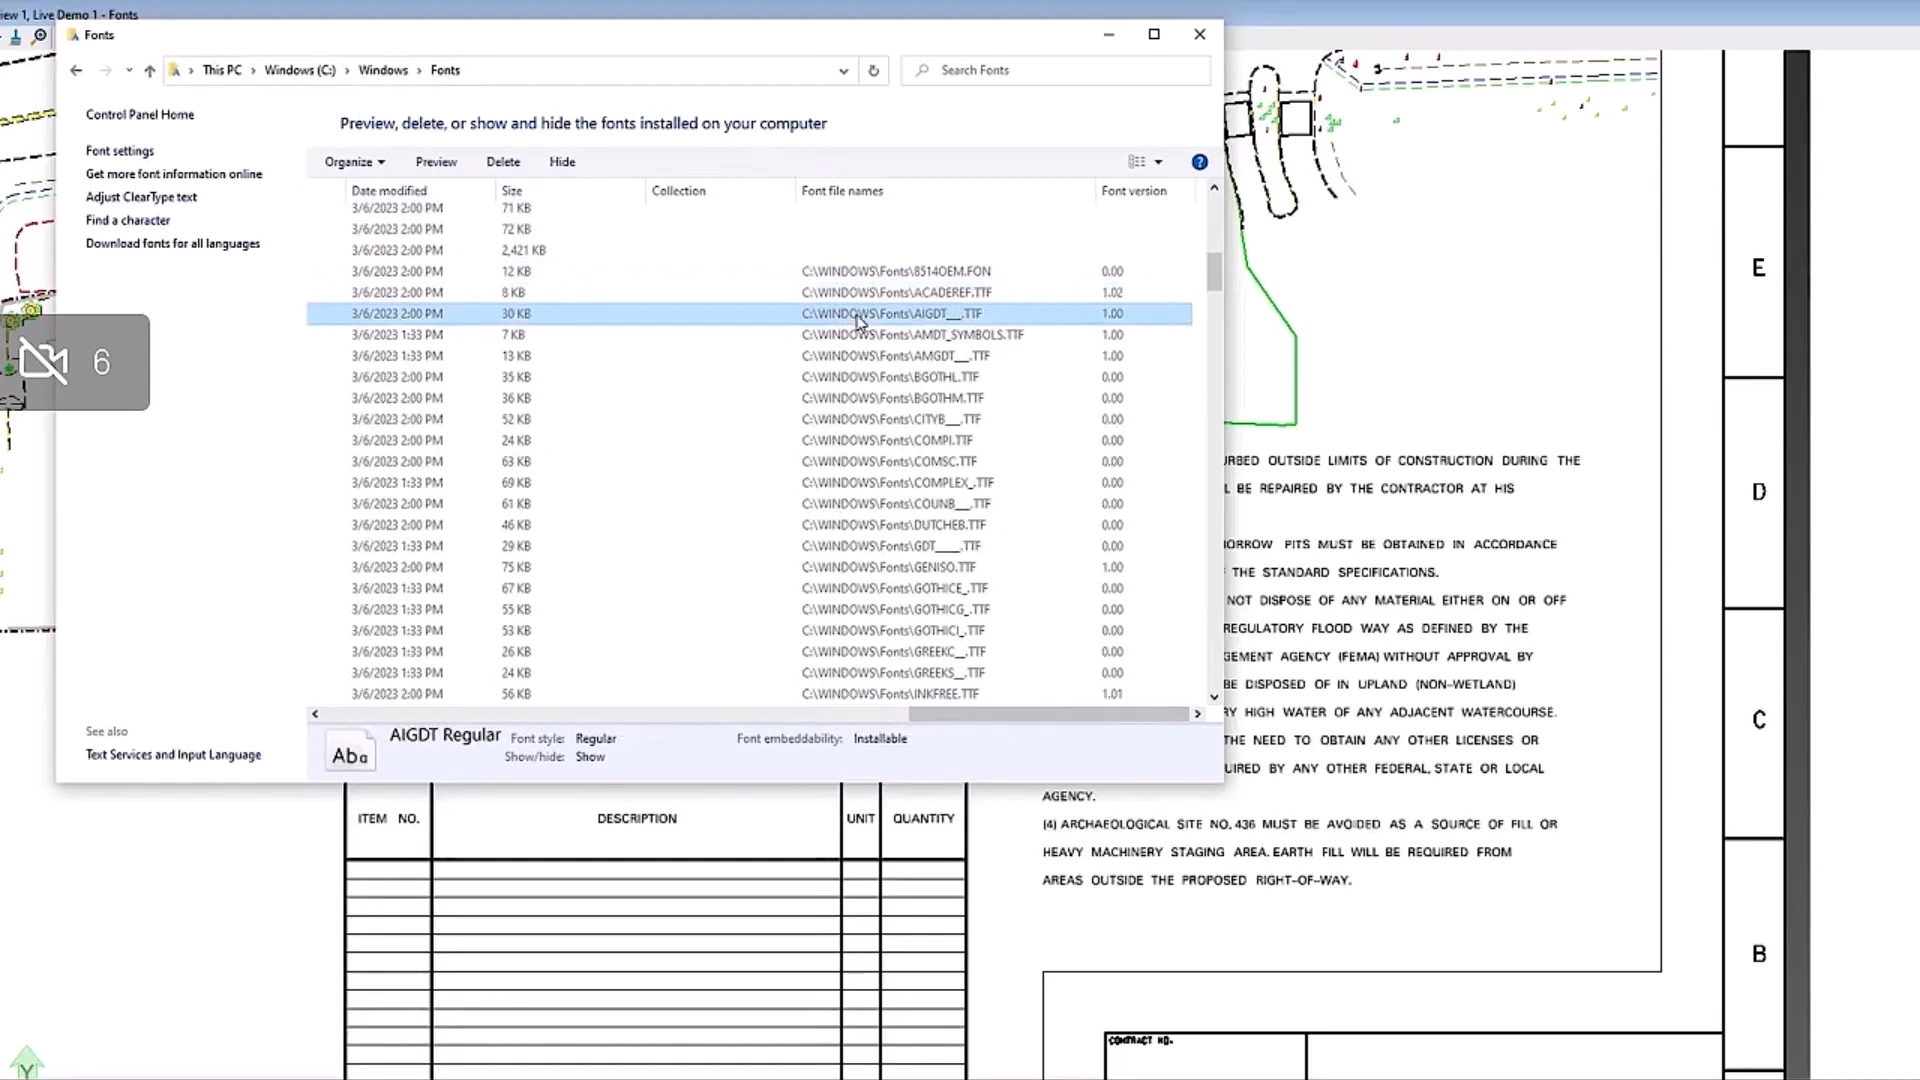 iew 1, Live Demo 1 - Fonts
Fonts
This PC > Windows (C:) > Windows > Fonts
Search Fonts
Control Panel Home
Font settings
Get more font information online
Adjust ClearType text
Find a character
Download fonts for all languages
Preview, delete, or show and hide the fonts installed on your computer
Organize Preview Delete Hide
Date modified Size Collection Font file names Font version
3/6/2023 2:00 PM 71 KB
3/6/2023 2:00 PM 72 KB
3/6/2023 2:00 PM 2,421 KB
3/6/2023 2:00 PM 12 KB C:\WINDOWS\Fonts\8514OEM.FON 0.00
3/6/2023 2:00 PM 8 KB C:\WINDOWS\Fonts\ACADEREF.TTF 1.02
3/6/2023 2:00 PM 30 KB C:\WINDOWS\Fonts\AIGDT___.TTF 1.00
3/6/2023 1:33 PM 7 KB C:\WINDOWS\Fonts\AMDT_SYMBOLS.TTF 1.00
3/6/2023 1:33 PM 13 KB C:\WINDOWS\Fonts\AMGDT___.TTF 1.00
3/6/2023 2:00 PM 35 KB C:\WINDOWS\Fonts\BGOTHL.TTF 0.00
3/6/2023 2:00 PM 36 KB C:\WINDOWS\Fonts\BGOTHM.TTF 0.00
3/6/2023 2:00 PM 52 KB C:\WINDOWS\Fonts\CITYB___.TTF 0.00
3/6/2023 2:00 PM 24 KB C:\WINDOWS\Fonts\COMPI.TTF 0.00
3/6/2023 2:00 PM 63 KB C:\WINDOWS\Fonts\COMSC.TTF 0.00
3/6/2023 1:33 PM 69 KB C:\WINDOWS\Fonts\COMPLEX_.TTF 0.00
3/6/2023 2:00 PM 61 KB C:\WINDOWS\Fonts\COUNB___.TTF 0.00
3/6/2023 2:00 PM 46 KB C:\WINDOWS\Fonts\DUTCHEB.TTF 0.00
3/6/2023 1:33 PM 29 KB C:\WINDOWS\Fonts\GDT_____.TTF 0.00
3/6/2023 2:00 PM 75 KB C:\WINDOWS\Fonts\GENISO.TTF 1.00
3/6/2023 1:33 PM 67 KB C:\WINDOWS\Fonts\GOTHICE_.TTF 0.00
3/6/2023 1:33 PM 55 KB C:\WINDOWS\Fonts\GOTHICG_.TTF 0.00
3/6/2023 1:33 PM 53 KB C:\WINDOWS\Fonts\GOTHICI_.TTF 0.00
3/6/2023 1:33 PM 26 KB C:\WINDOWS\Fonts\GREEKC__.TTF 0.00
3/6/2023 1:33 PM 24 KB C:\WINDOWS\Fonts\GREEKS__.TTF 0.00
3/6/2023 2:00 PM 56 KB C:\WINDOWS\Fonts\INKFREE.TTF 1.01
See also
Text Services and Input Language
Abg
AIGDT Regular Font style: Regular Font embeddability: Installable
Show/hide: Show
6
RBED OUTSIDE LIMITS OF CONSTRUCTION DURING THE
L BE REPAIRED BY THE CONTRACTOR AT HIS
ORROW PITS MUST BE OBTAINED IN ACCORDANCE
THE STANDARD SPECIFICATIONS.
NOT DISPOSE OF ANY MATERIAL EITHER ON OR OFF
REGULATORY FLOOD WAY AS DEFINED BY THE
GEMENT AGENCY (FEMA) WITHOUT APPROVAL BY
BE DISPOSED OF IN UPLAND (NON-WETLAND)
RY HIGH WATER OF ANY ADJACENT WATERCOURSE.
THE NEED TO OBTAIN ANY OTHER LICENSES OR
UIRED BY ANY OTHER FEDERAL, STATE OR LOCAL
AGENCY.
(4) ARCHAEOLOGICAL SITE NO. 436 MUST BE AVOIDED AS A SOURCE OF FILL OR
HEAVY MACHINERY STAGING AREA. EARTH FILL WILL BE REQUIRED FROM
AREAS OUTSIDE THE PROPOSED RIGHT-OF-WAY.
ITEM NO. DESCRIPTION UNIT QUANTITY
CONTRACT NO.
E
D
C
B
Y